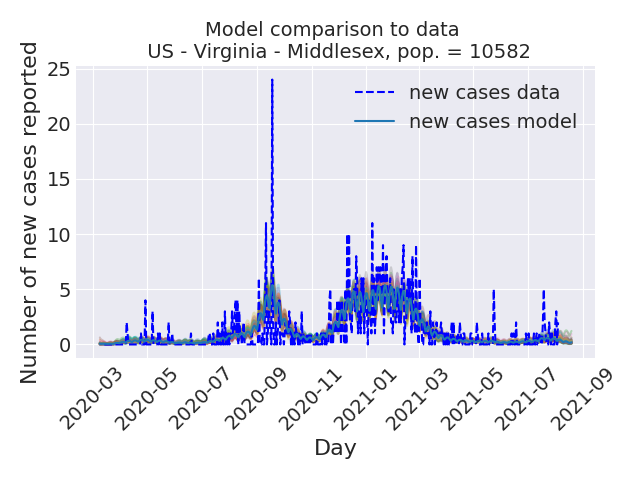 Model comparison to data
US - Virginia - Middlesex, pop. = 10582
Number of new cases reported
25
20
15
10
5
0
new cases data
new cases model
2020-03
2020-05
2020-07
2020-09
2020-11
2021-01
2021-03
2021-05
2021-07
2021-09
Day